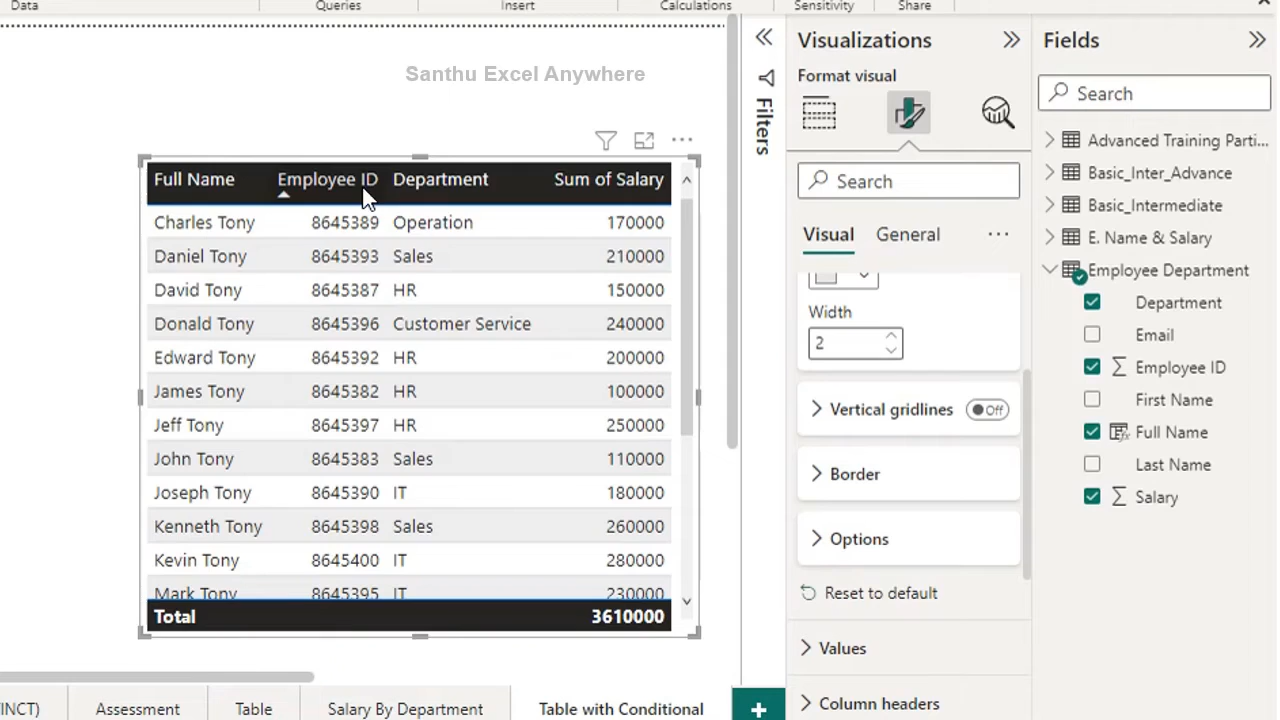 Data Queries Insert Calculations Sensitivity Share
Santhu Excel Anywhere
Full Name Employee ID Department Sum of Salary
Charles Tony 8645389 Operation 170000
Daniel Tony 8645393 Sales 210000
David Tony 8645387 HR 150000
Donald Tony 8645396 Customer Service 240000
Edward Tony 8645392 HR 200000
James Tony 8645382 HR 100000
Jeff Tony 8645397 HR 250000
John Tony 8645383 Sales 110000
Joseph Tony 8645390 IT 180000
Kenneth Tony 8645398 Sales 260000
Kevin Tony 8645400 IT 280000
Mark Tony 8645395 IT 230000
Total 3610000
INCT) Assessment Table Salary By Department Table with Conditional
Filters
Visualizations
Format visual
Search
Visual General
Width
2
Vertical gridlines Off
Border
Options
Reset to default
Values
Column headers
Fields
Search
Advanced Training Parti...
Basic_Inter_Advance
Basic_Intermediate
E. Name & Salary
Employee Department
Department
Email
Employee ID
First Name
Full Name
Last Name
Salary